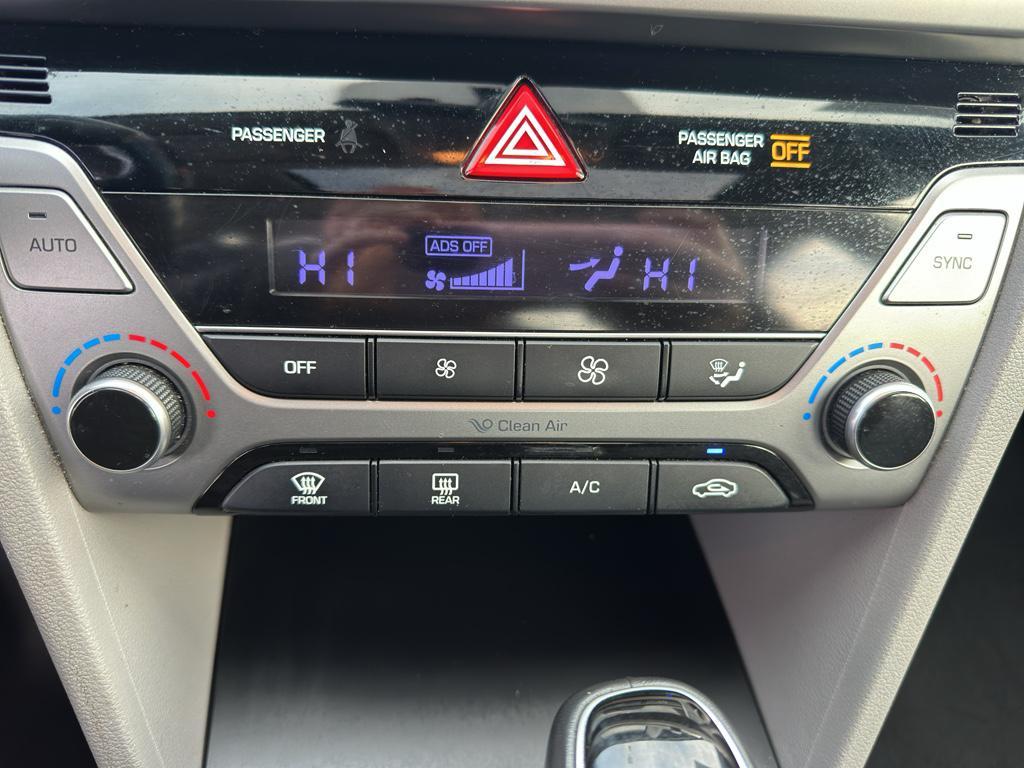 PASSENGER
PASSENGER
AIR BAG OFF
AUTO
HI
ADS OFF
HI
SYNC
OFF
Clean Air
FRONT
REAR
A/C